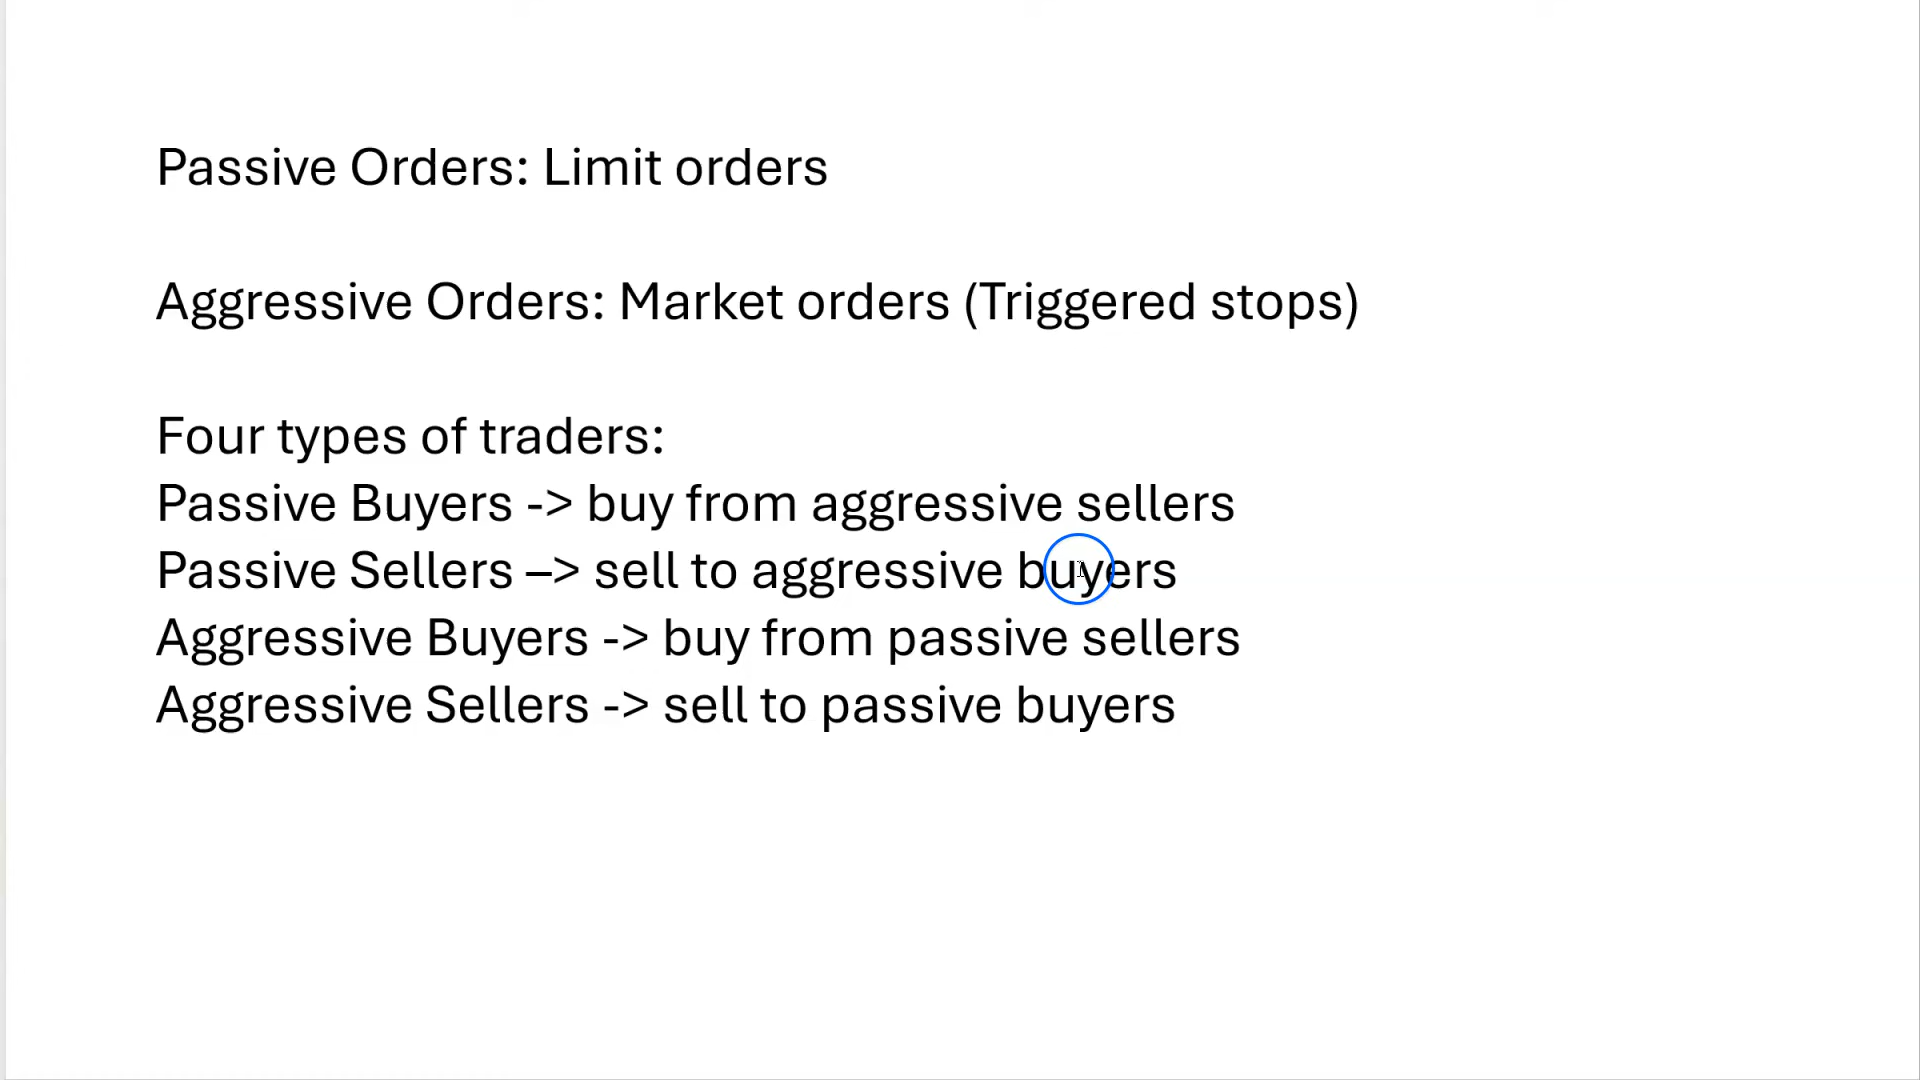 Passive Orders: Limit orders
Aggressive Orders: Market orders (Triggered stops)
Four types of traders:
Passive Buyers -> buy from aggressive sellers
Passive Sellers –> sell to aggressive buyers
Aggressive Buyers -> buy from passive sellers
Aggressive Sellers -> sell to passive buyers